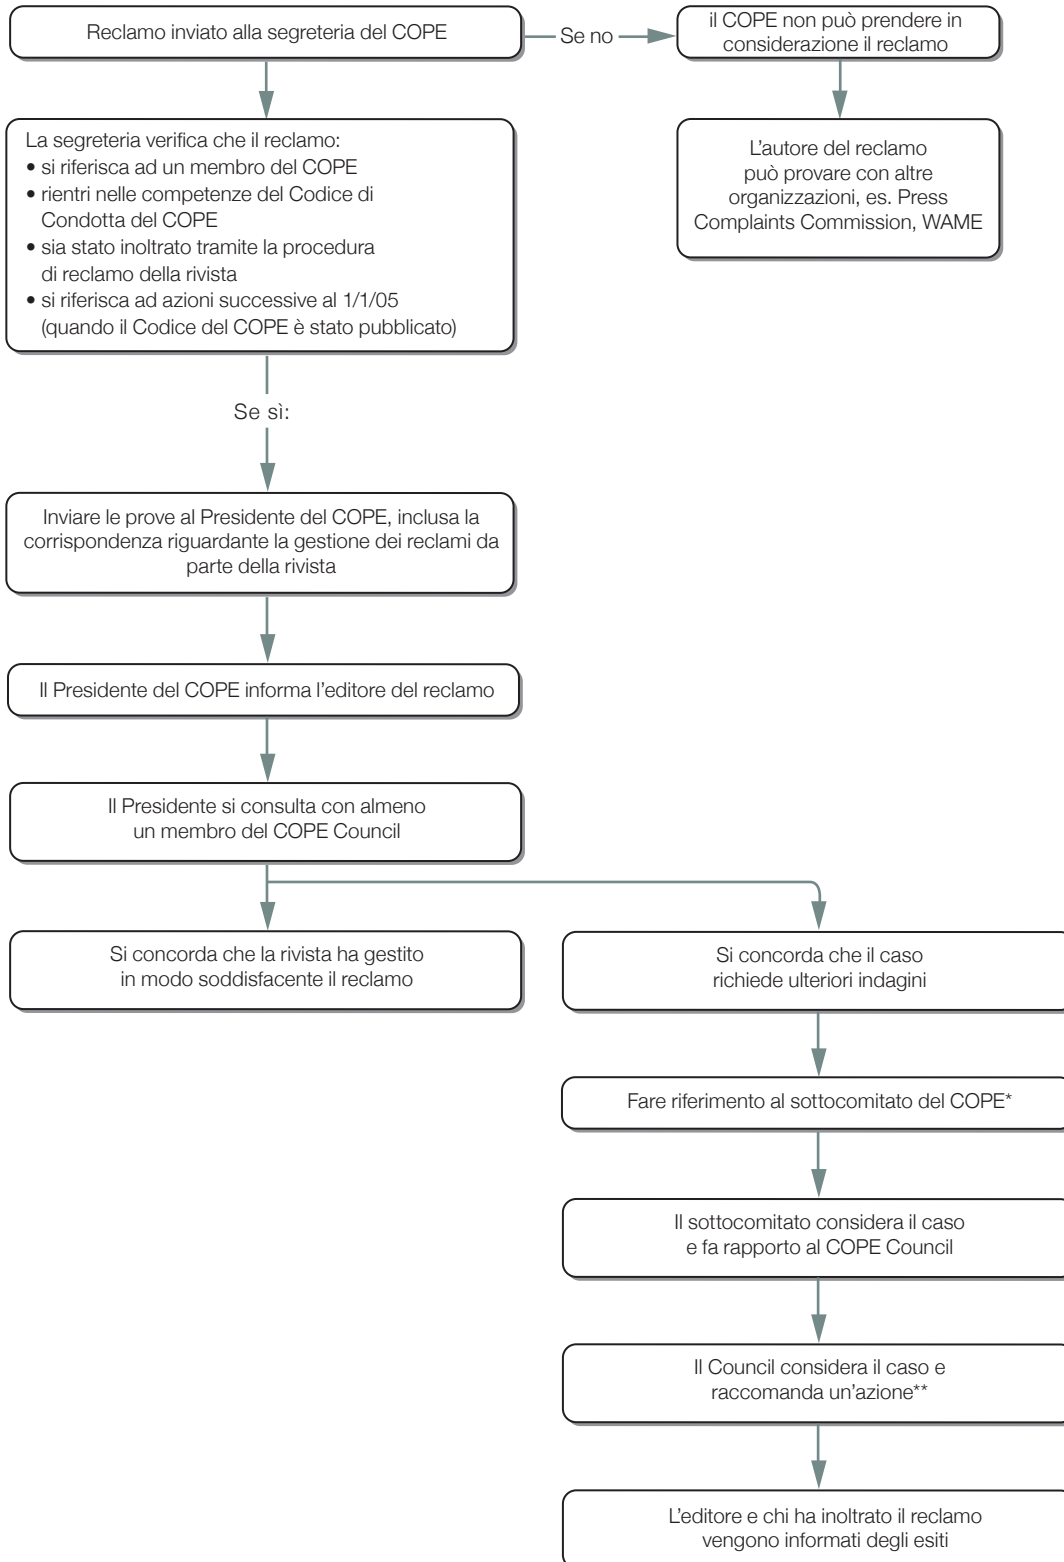 Reclamo inviato alla segreteria del COPE
Se no
il COPE non può prendere in
considerazione il reclamo
La segreteria verifica che il reclamo:
• si riferisca ad un membro del COPE
• rientri nelle competenze del Codice di
Condotta del COPE
• sia stato inoltrato tramite la procedura
di reclamo della rivista
• si riferisca ad azioni successive al 1/1/05
(quando il Codice del COPE è stato pubblicato)
L'autore del reclamo
può provare con altre
organizzazioni, es. Press
Complaints Commission, WAME
Se sì:
Inviare le prove al Presidente del COPE, inclusa la
corrispondenza riguardante la gestione dei reclami da
parte della rivista
Il Presidente del COPE informa l'editore del reclamo
Il Presidente si consulta con almeno
un membro del COPE Council
Si concorda che la rivista ha gestito
in modo soddisfacente il reclamo
Si concorda che il caso
richiede ulteriori indagini
Fare riferimento al sottocomitato del COPE*
Il sottocomitato considera il caso
e fa rapporto al COPE Council
Il Council considera il caso e
raccomanda un'azione**
L'editore e chi ha inoltrato il reclamo
vengono informati degli esiti